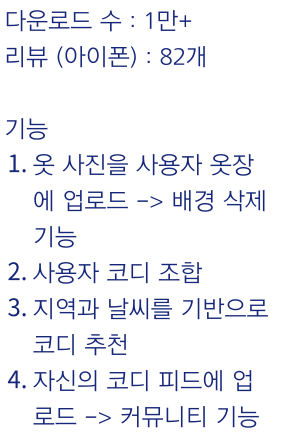 다운로드 수 : 1만+
리뷰 (아이폰) : 82개
기능
1. 옷 사진을 사용자 옷장
에 업로드 -> 배경 삭제
기능
2. 사용자 코디 조합
3. 지역과 날씨를 기반으로
코디 추천
4. 자신의 코디 피드에 업
로드 -> 커뮤니티 기능